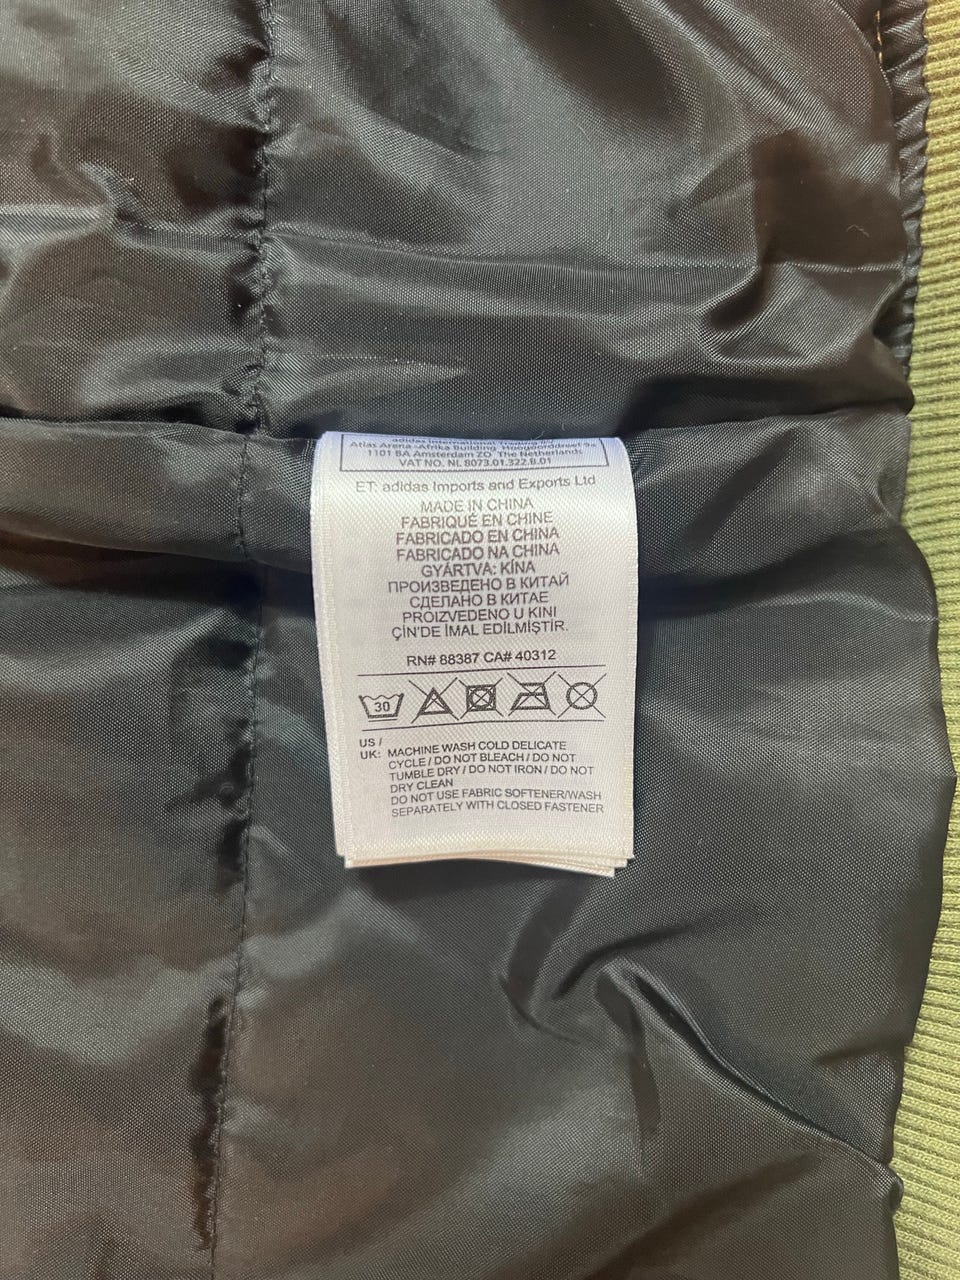 adidas International Trading BV
Atlas Arena -Afrika Building Hoogoorddreef 9a
1101 BA Amsterdam ZO The Netherlands
VAT NO. NL 8073.01.322.B.01
ET: adidas Imports and Exports Ltd
MADE IN CHINA
FABRIQUÉ EN CHINE
FABRICADO EN CHINA
FABRICADO NA CHINA
GYÁRTVA: KÍNA
ПРОИЗВЕДЕНО В КИТАЙ
СДЕЛАНО В КИТАЕ
PROIZVEDENO U KINI
ÇİN'DE İMAL EDİLMİŞTİR.
RN# 88387 CA# 40312
30
US /
UK: MACHINE WASH COLD DELICATE
CYCLE / DO NOT BLEACH / DO NOT
TUMBLE DRY / DO NOT IRON / DO NOT
DRY CLEAN
DO NOT USE FABRIC SOFTENER/WASH
SEPARATELY WITH CLOSED FASTENER